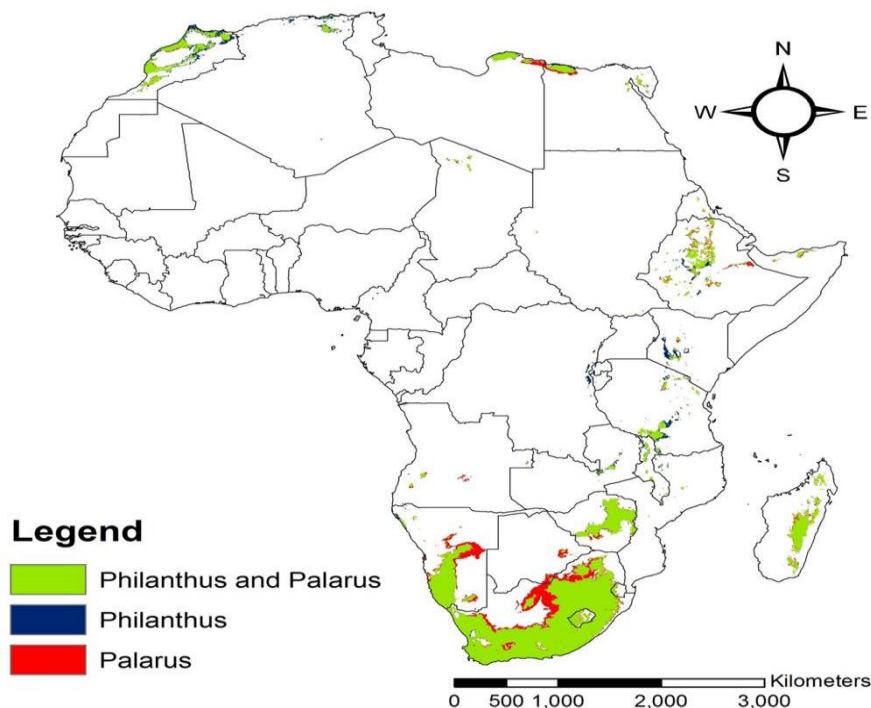 N
W E
S
Legend
Philanthus and Palarus
Philanthus
Palarus
Kilometers
0 500 1,000 2,000 3,000